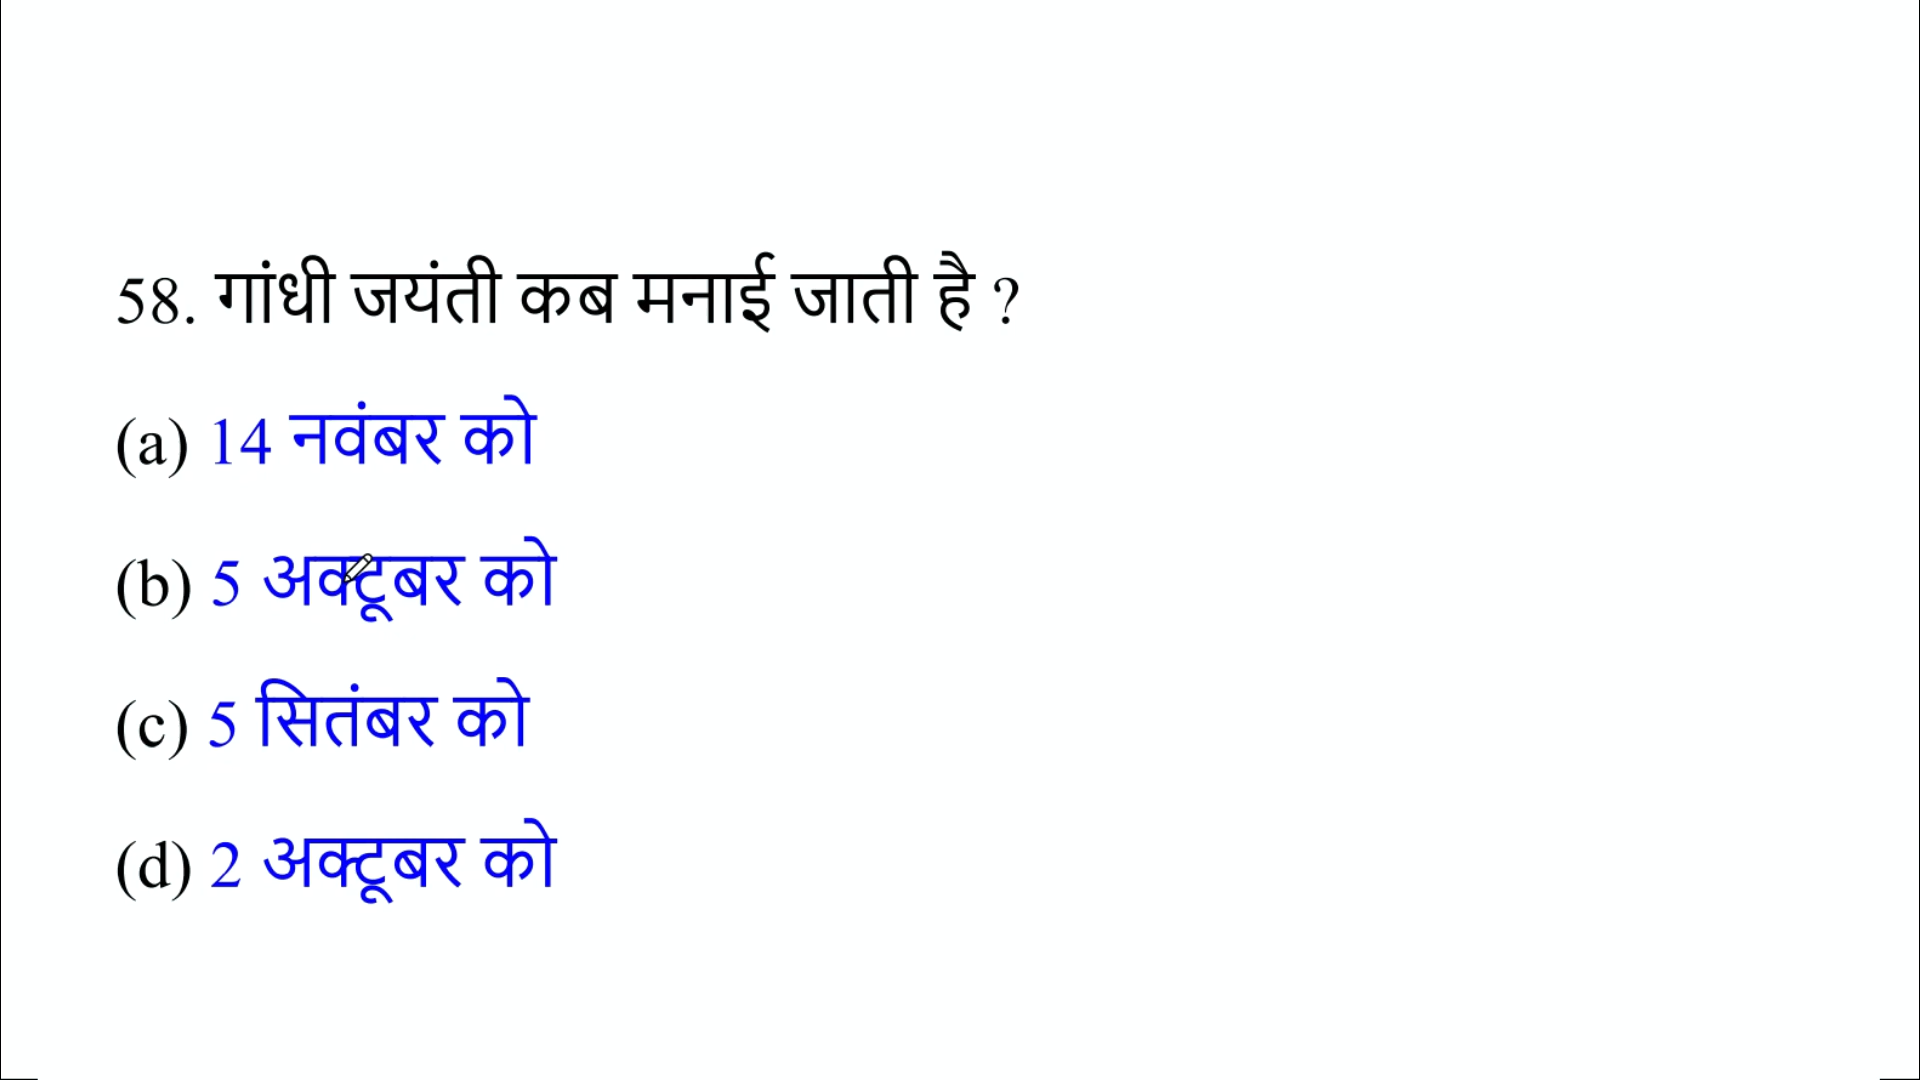 58. गांधी जयंती कब मनाई जाती है ?
(a) 14 नवंबर को
(b) 5 अक्टूबर को
(c) 5 सितंबर को
(d) 2 अक्टूबर को